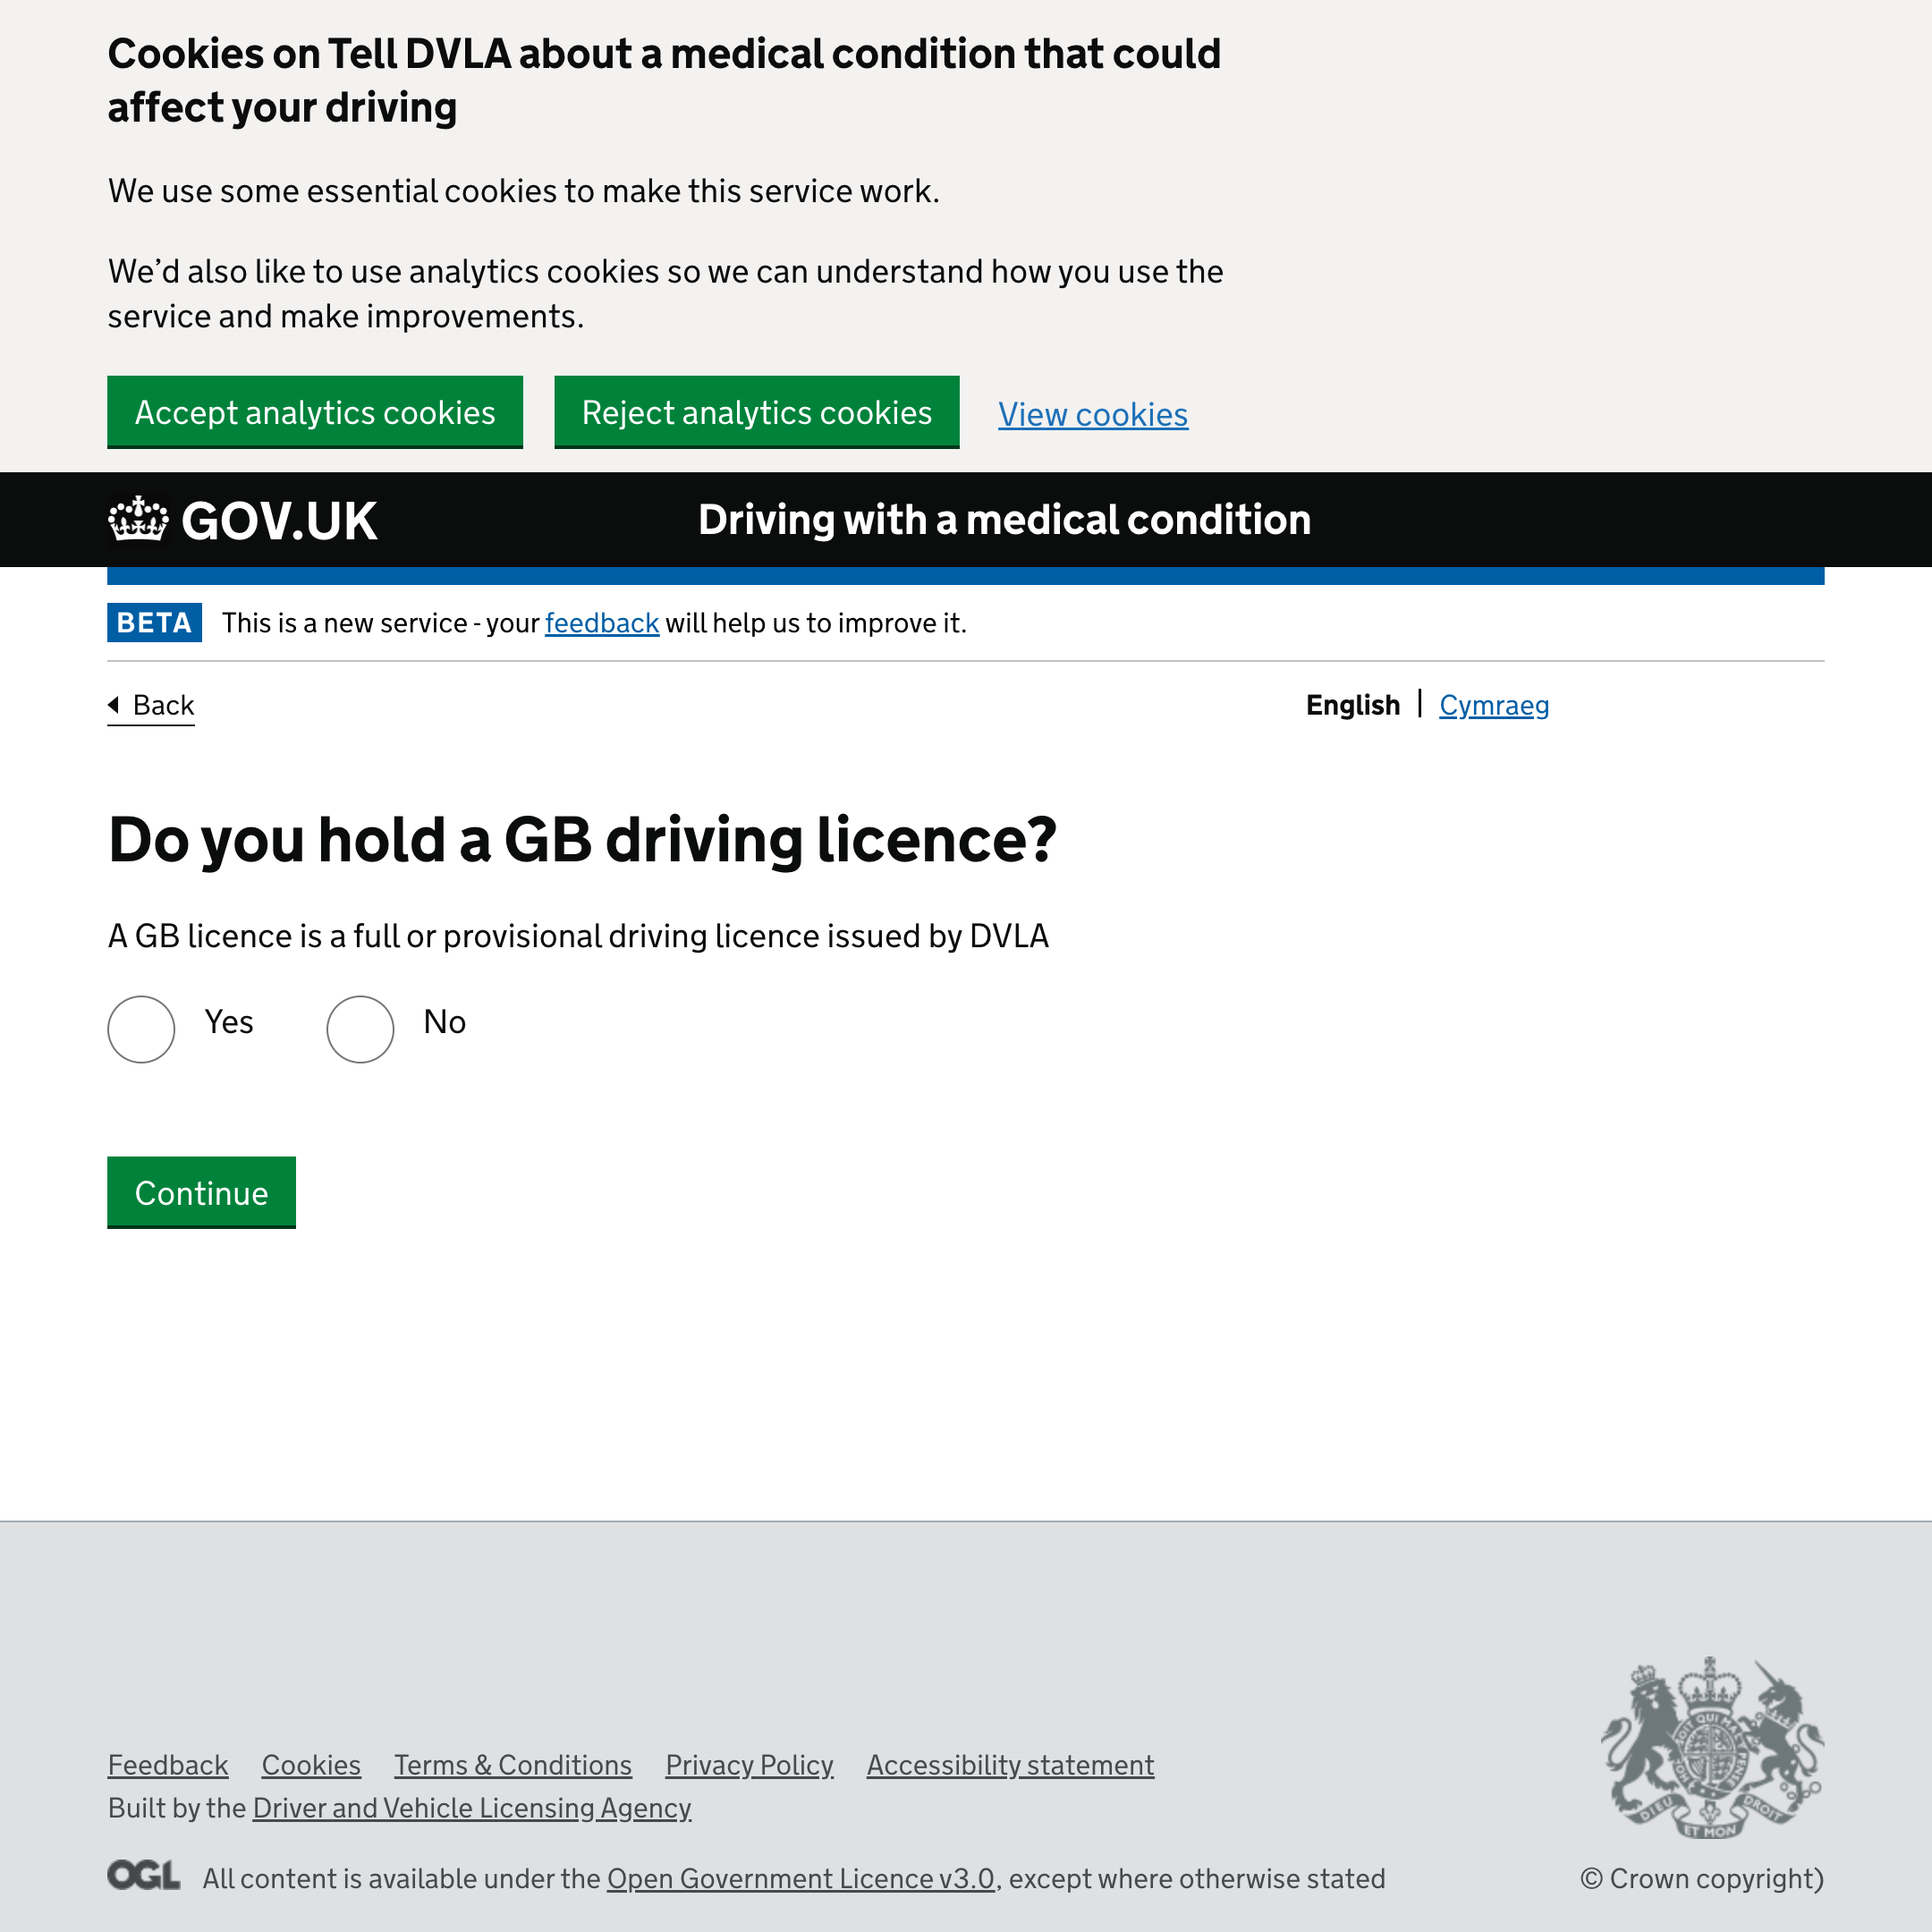 Cookies on Tell DVLA about a medical condition that could
affect your driving
We use some essential cookies to make this service work.
We’d also like to use analytics cookies so we can understand how you use the
service and make improvements.
Accept analytics cookies Reject analytics cookies View cookies
GOV.UK Driving with a medical condition
BETA This is a new service - your feedback will help us to improve it.
Back English | Cymraeg
Do you hold a GB driving licence?
A GB licence is a full or provisional driving licence issued by DVLA
Yes No
Continue
Feedback Cookies Terms & Conditions Privacy Policy Accessibility statement
Built by the Driver and Vehicle Licensing Agency
DIEU ET MON DROIT
OGL All content is available under the Open Government Licence v3.0, except where otherwise stated © Crown copyright)